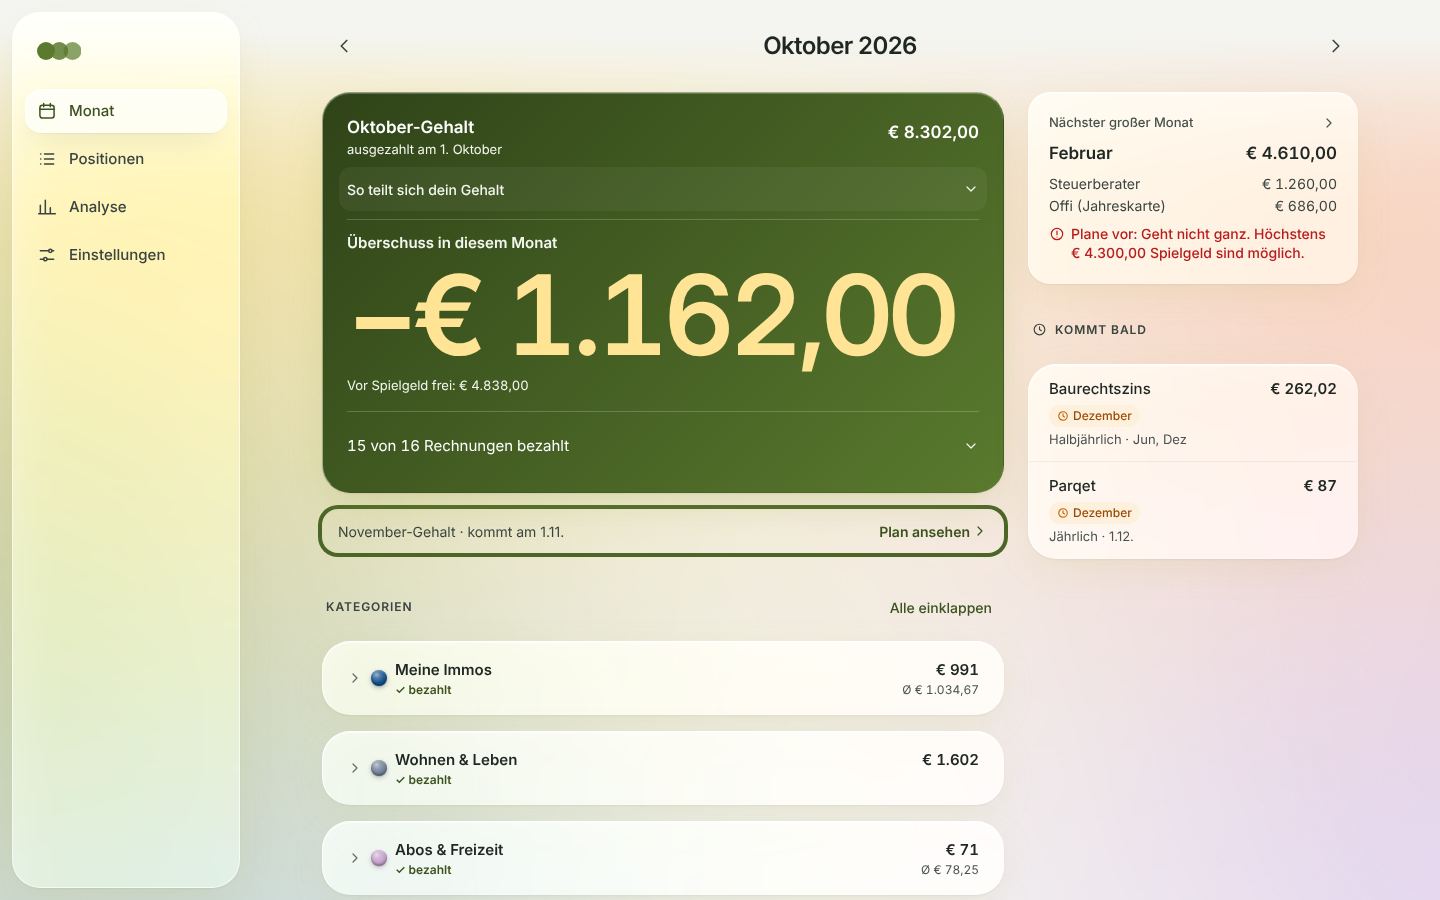 Oktober 2026
Monat
Positionen
Analyse
Einstellungen
Oktober-Gehalt
€ 8.302,00
ausgezahlt am 1. Oktober
So teilt sich dein Gehalt
Überschuss in diesem Monat
–€ 1.162,00
Vor Spielgeld frei: € 4.838,00
15 von 16 Rechnungen bezahlt
November-Gehalt · kommt am 1.11.
Plan ansehen
KATEGORIEN
Alle einklappen
Meine Immos
€ 991
✓ bezahlt
Ø € 1.034,67
Wohnen & Leben
€ 1.602
✓ bezahlt
Abos & Freizeit
€ 71
✓ bezahlt
Ø € 78,25
Nächster großer Monat
Februar
€ 4.610,00
Steuerberater
€ 1.260,00
Offi (Jahreskarte)
€ 686,00
Plane vor: Geht nicht ganz. Höchstens
€ 4.300,00 Spielgeld sind möglich.
KOMMT BALD
Baurechtszins
€ 262,02
Dezember
Halbjährlich · Jun, Dez
Parqet
€ 87
Dezember
Jährlich · 1.12.